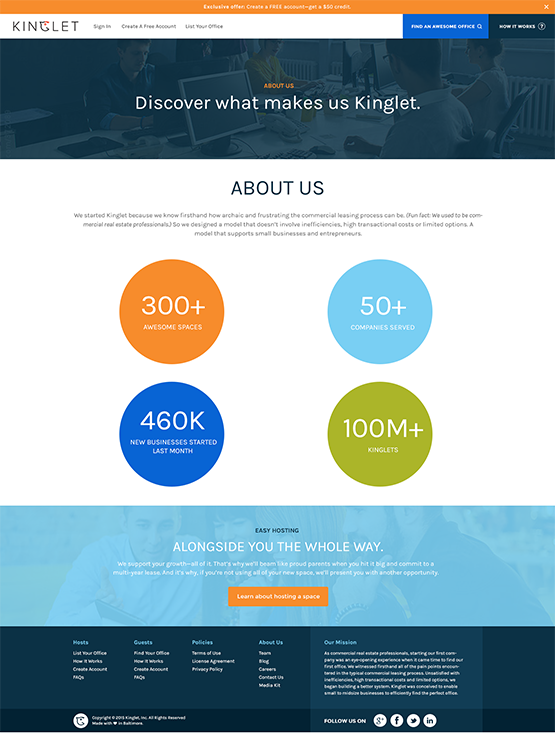 Exclusive offer: Create a FREE account—get a $50 credit.
KINGLET
Sign In
Create A Free Account
List Your Office
FIND AN AWESOME OFFICE
HOW IT WORKS
ABOUT US
Discover what makes us Kinglet.
ABOUT US
We started Kinglet because we know firsthand how archaic and frustrating the commercial leasing process can be. (Fun fact: We used to be com-
mercial real estate professionals.) So we designed a model that doesn't involve inefficiencies, high transactional costs or limited options. A
model that supports small businesses and entrepreneurs.
300+
AWESOME SPACES
50+
COMPANIES SERVED
460K
NEW BUSINESSES STARTED
LAST MONTH
100M+
KINGLETS
EASY HOSTING
ALONGSIDE YOU THE WHOLE WAY.
We support your growth—all of it. That's why we'll beam like proud parents when you hit it big and commit to a
multi-year lease. And it's why, if you're not using all of your new space, we'll present you with another opportunity.
Learn about hosting a space
Hosts
List Your Office
How It Works
Create Account
FAQs
Guests
Find Your Office
How It Works
Create Account
FAQs
Policies
Terms of Use
License Agreement
Privacy Policy
About Us
Team
Blog
Careers
Contact Us
Media Kit
Our Mission
As commercial real estate professionals, starting our first com-
pany was an eye-opening experience when it came time to find our
first office. We witnessed firsthand all of the pain points encoun-
tered in the typical commercial leasing process. Unsatisfied with
inefficiencies, high transactional costs and limited options, we
began building a better system. Kinglet was conceived to enable
small to midsize businesses to efficiently find the perfect office.
Copyright © 2015 Kinglet, Inc. All Rights Reserved
Made with ♥ in Baltimore.
FOLLOW US ON